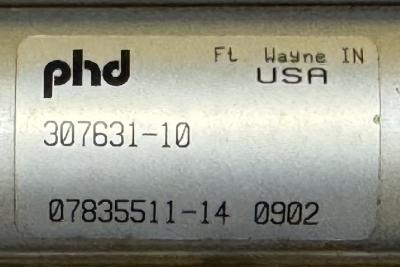 phd Ft Wayne IN
USA
307631-10
07835511-14 0902